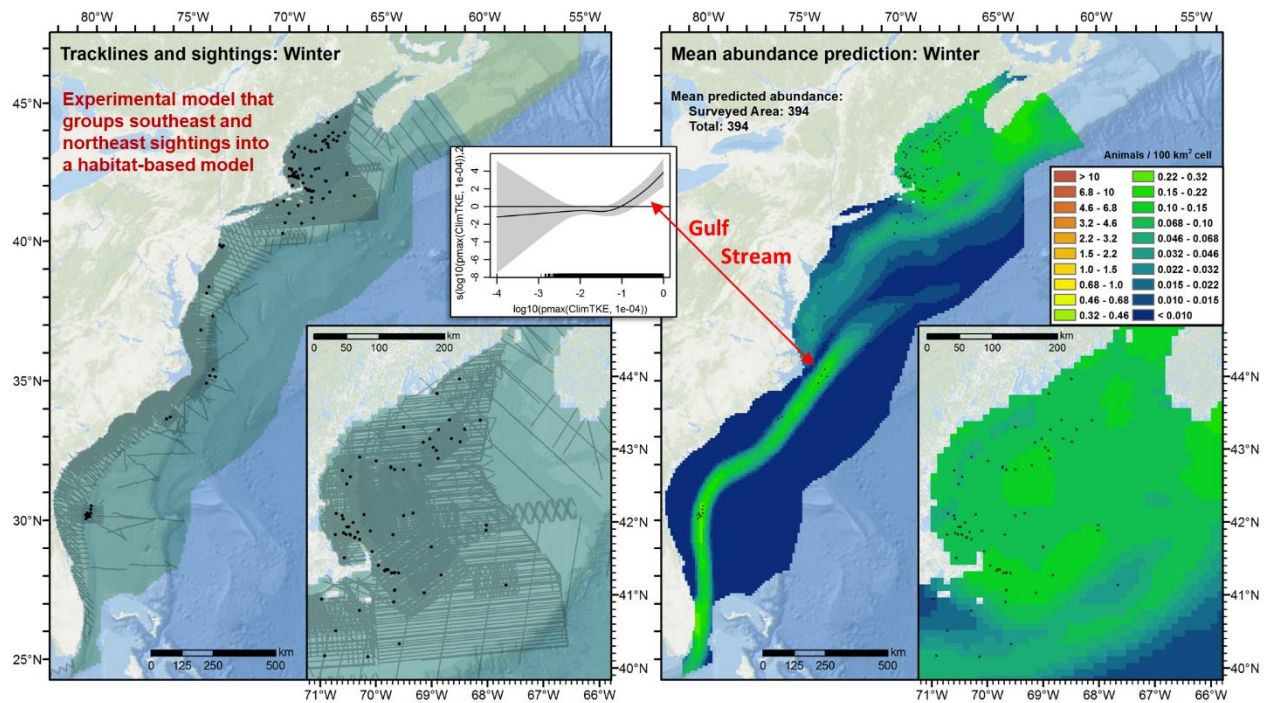 80°W 75°W 70°W 65°W 60°W 55°W
Tracklines and sightings: Winter
Experimental model that
groups southeast and
northeast sightings into
a habitat-based model
45°N
40°N
35°N
30°N
25°N
km
0 50 100 200
44°N
43°N
42°N
41°N
40°N
km
0 125 250 500
71°W 70°W 69°W 68°W 67°W 66°W
s(log10(pmax(ClimTKE, 1e-04)),2
4
2
0
-2
-4
-6
-8
-4 -3 -2 -1 0
log10(pmax(ClimTKE, 1e-04))
Gulf
Stream
80°W 75°W 70°W 65°W 60°W 55°W
Mean abundance prediction: Winter
Mean predicted abundance:
Surveyed Area: 394
Total: 394
Animals / 100 km² cell
> 10 0.22 - 0.32
6.8 - 10 0.15 - 0.22
4.6 - 6.8 0.10 - 0.15
3.2 - 4.6 0.068 - 0.10
2.2 - 3.2 0.046 - 0.068
1.5 - 2.2 0.032 - 0.046
1.0 - 1.5 0.022 - 0.032
0.68 - 1.0 0.015 - 0.022
0.46 - 0.68 0.010 - 0.015
0.32 - 0.46 < 0.010
45°N
40°N
35°N
30°N
25°N
km
0 50 100 200
44°N
43°N
42°N
41°N
40°N
km
0 125 250 500
71°W 70°W 69°W 68°W 67°W 66°W